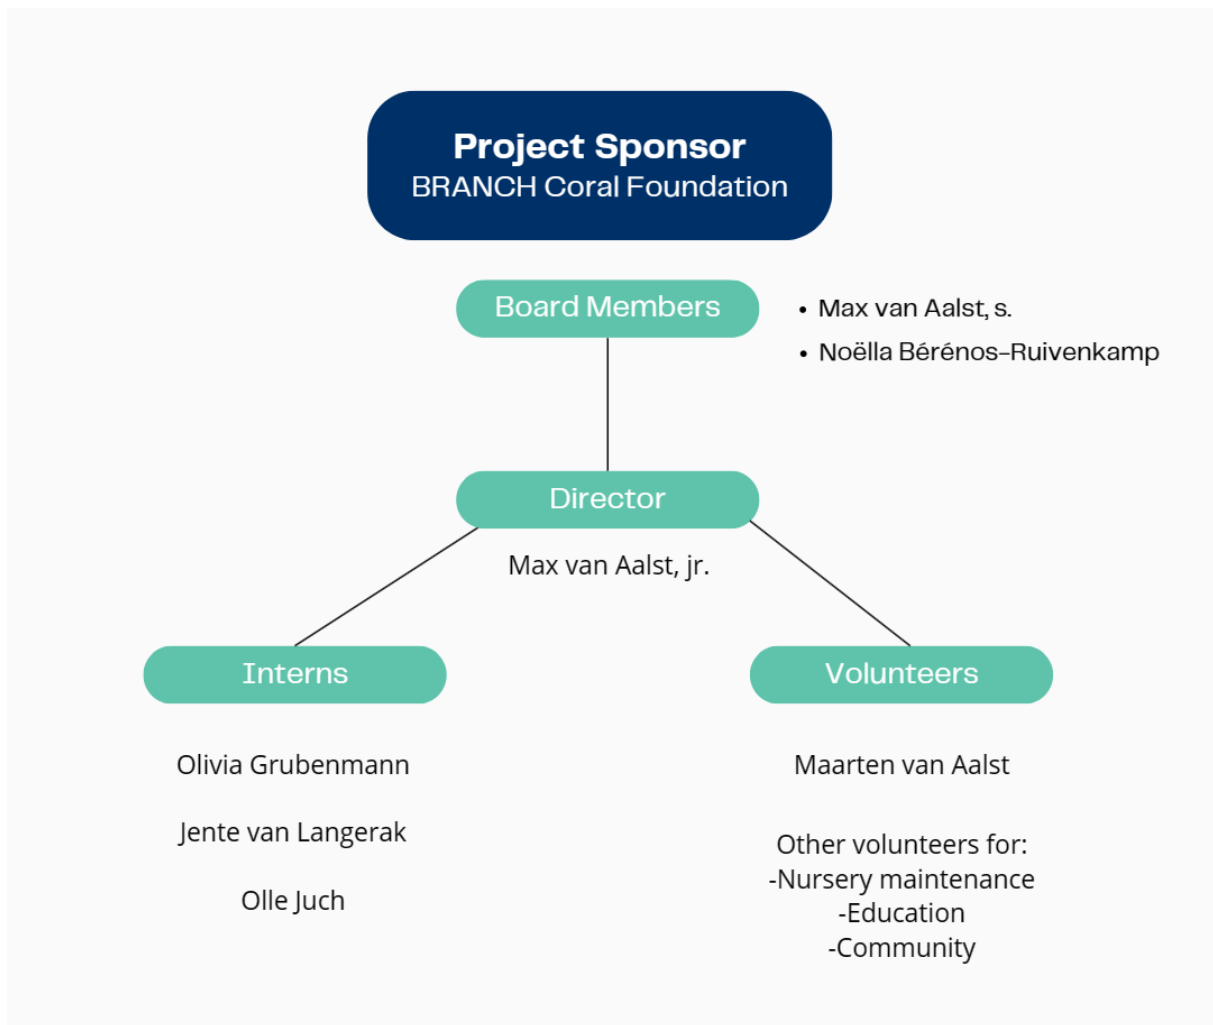 Project Sponsor
BRANCH Coral Foundation
Board Members
• Max van Aalst, s.
• Noëlla Bérénos-Ruivenkamp
Director
Max van Aalst, jr.
Interns
Olivia Grubenmann
Jente van Langerak
Olle Juch
Volunteers
Maarten van Aalst
Other volunteers for:
-Nursery maintenance
-Education
-Community